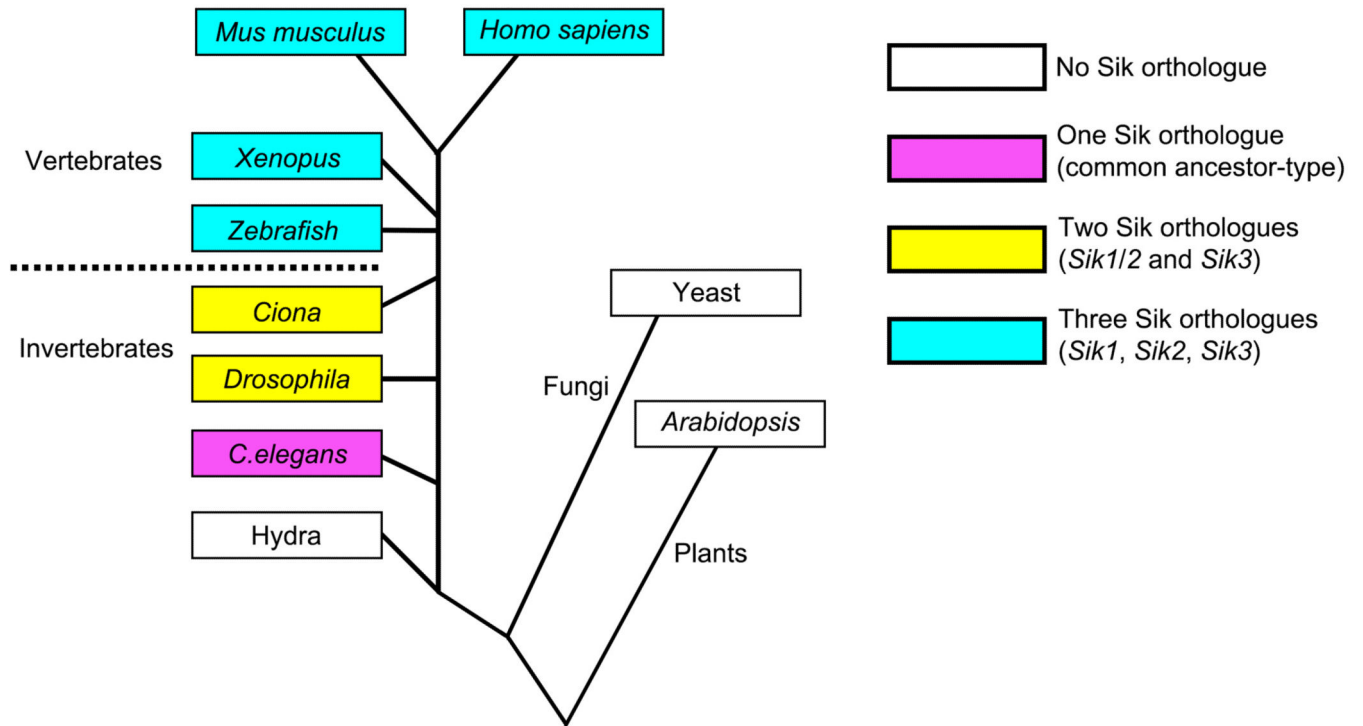 Mus musculus
Homo sapiens
Vertebrates
Xenopus
Zebrafish
Invertebrates
Ciona
Drosophila
C.elegans
Hydra
Yeast
Fungi
Arabidopsis
Plants
No Sik orthologue
One Sik orthologue
(common ancestor-type)
Two Sik orthologues
(Sik1/2 and Sik3)
Three Sik orthologues
(Sik1, Sik2, Sik3)